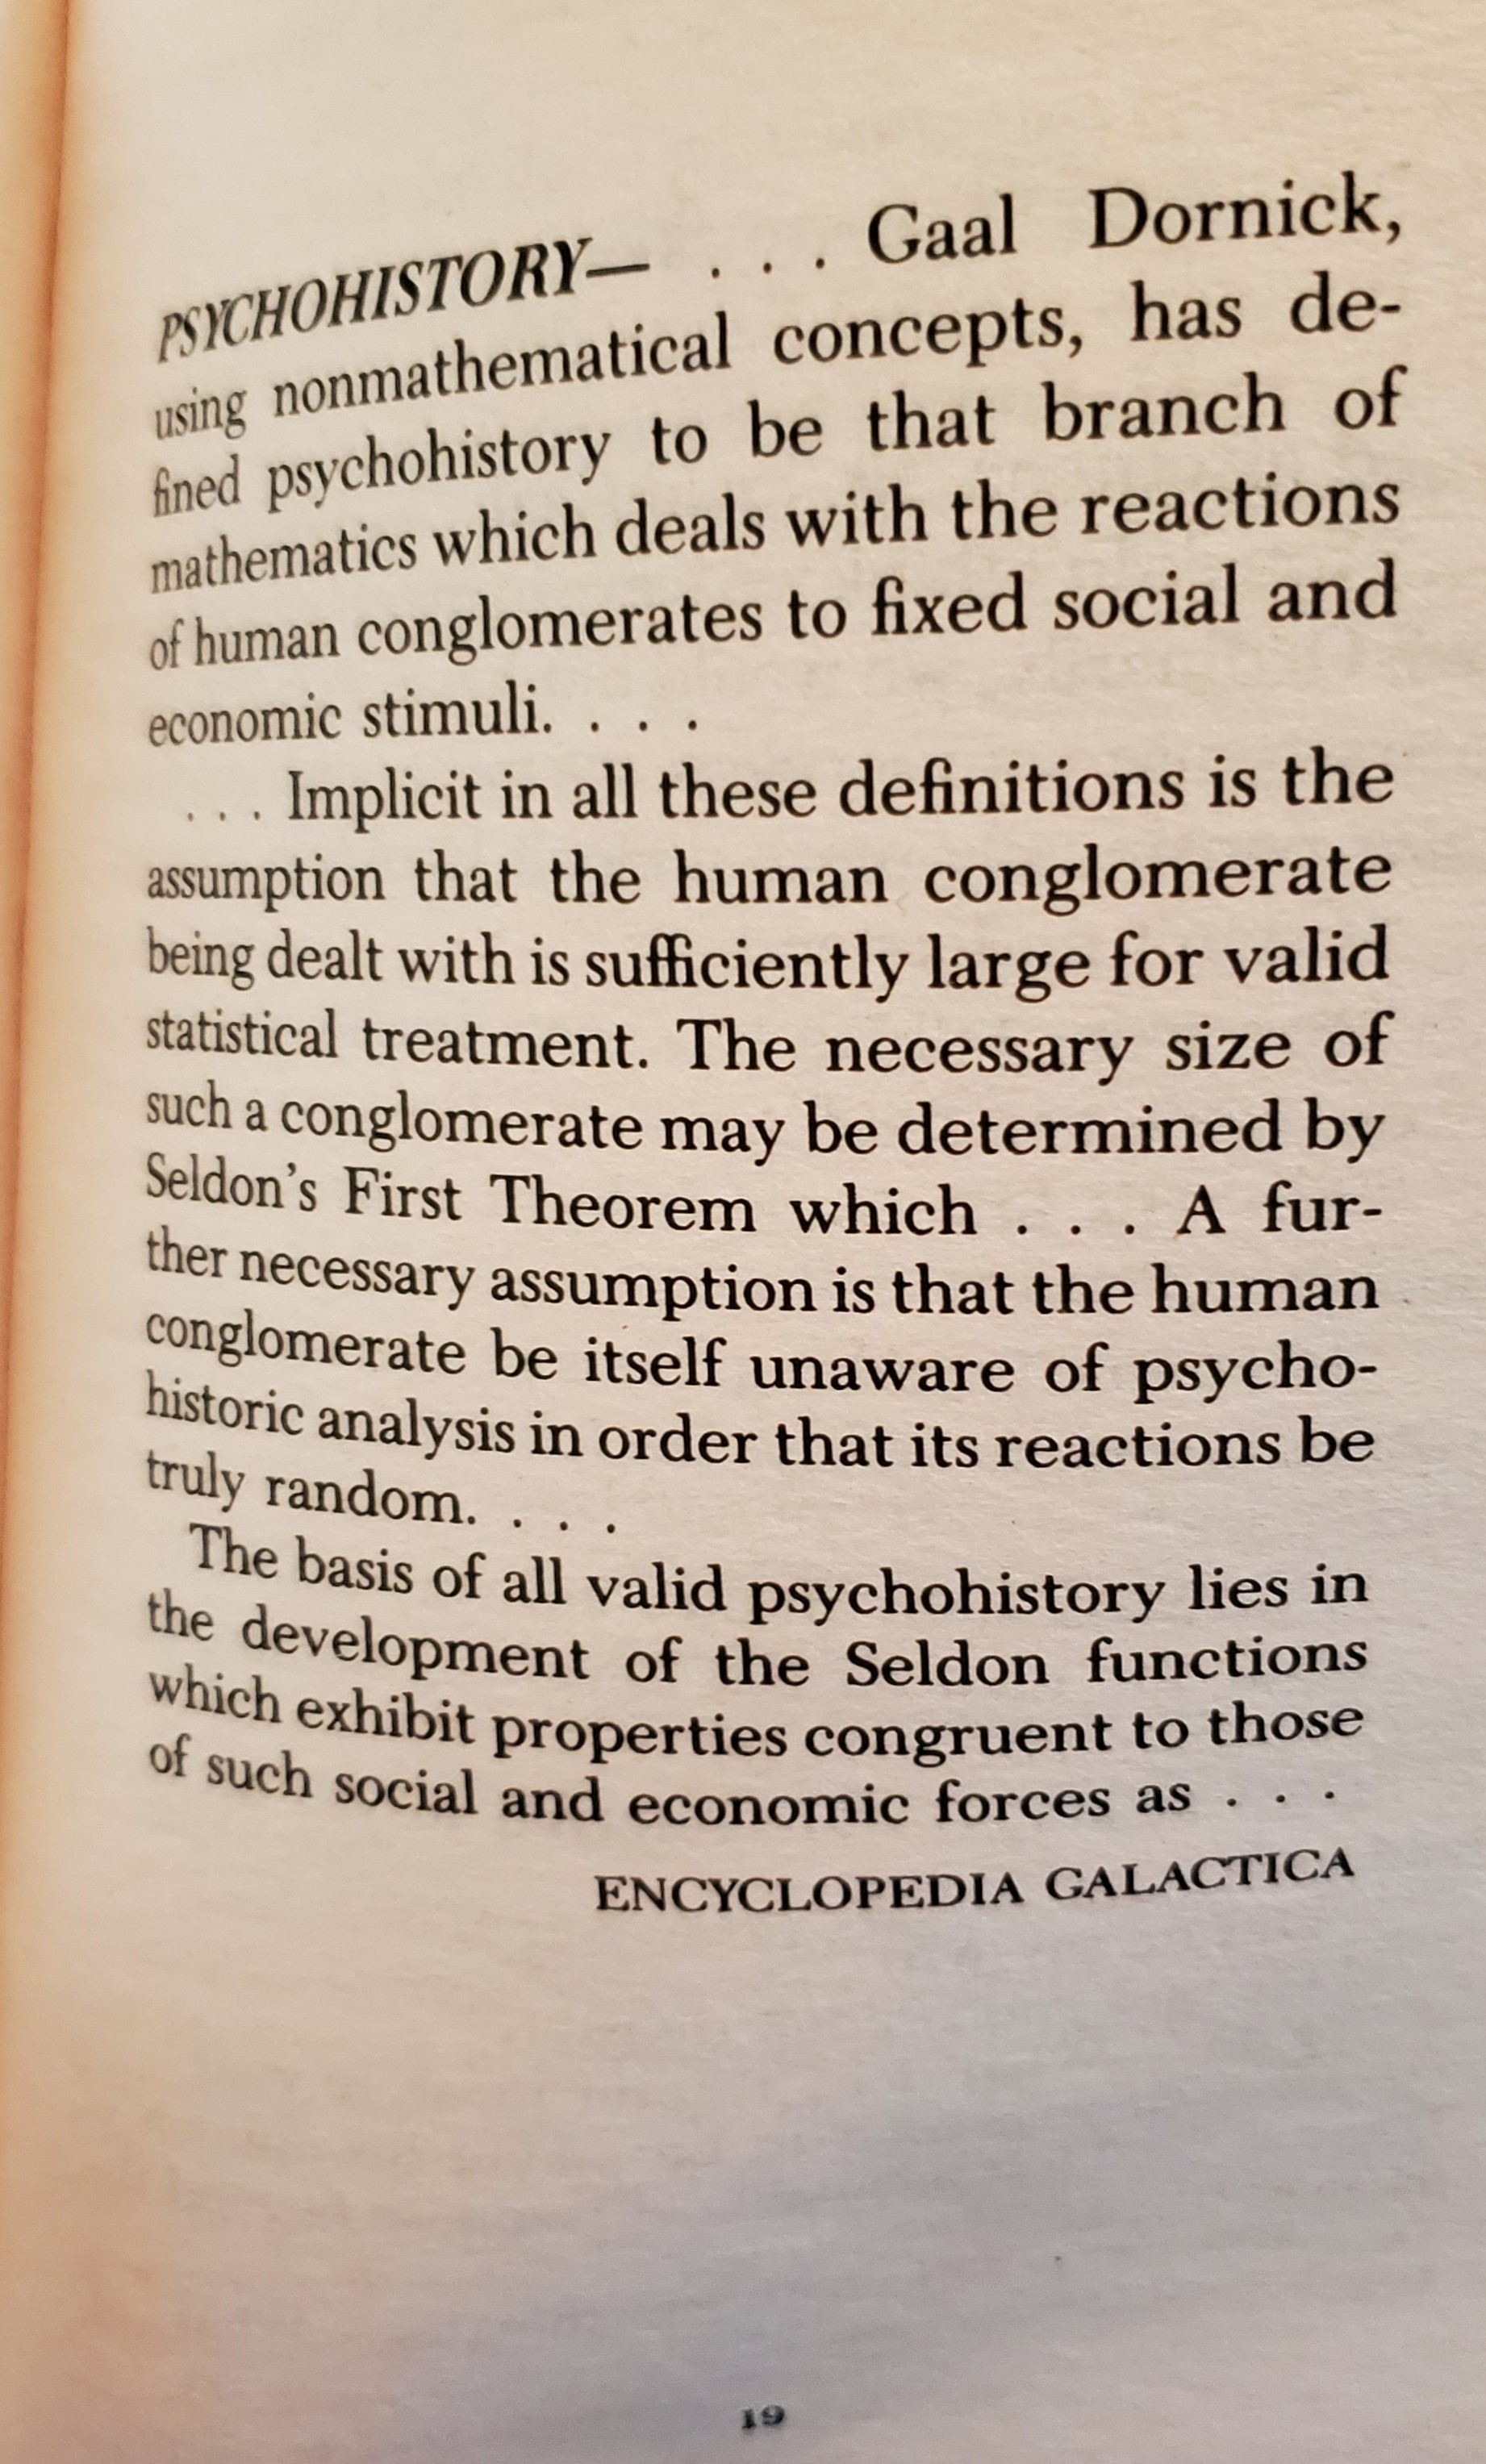 PSYCHOHISTORY— . . . Gaal Dornick,
using nonmathematical concepts, has de-
fined psychohistory to be that branch of
mathematics which deals with the reactions
of human conglomerates to fixed social and
economic stimuli. . . .
. . . Implicit in all these definitions is the
assumption that the human conglomerate
being dealt with is sufficiently large for valid
statistical treatment. The necessary size of
such a conglomerate may be determined by
Seldon’s First Theorem which . . . A fur-
ther necessary assumption is that the human
conglomerate be itself unaware of psycho-
historic analysis in order that its reactions be
truly random. . . .
The basis of all valid psychohistory lies in
the development of the Seldon functions
which exhibit properties congruent to those
of such social and economic forces as . . .
ENCYCLOPEDIA GALACTICA
19